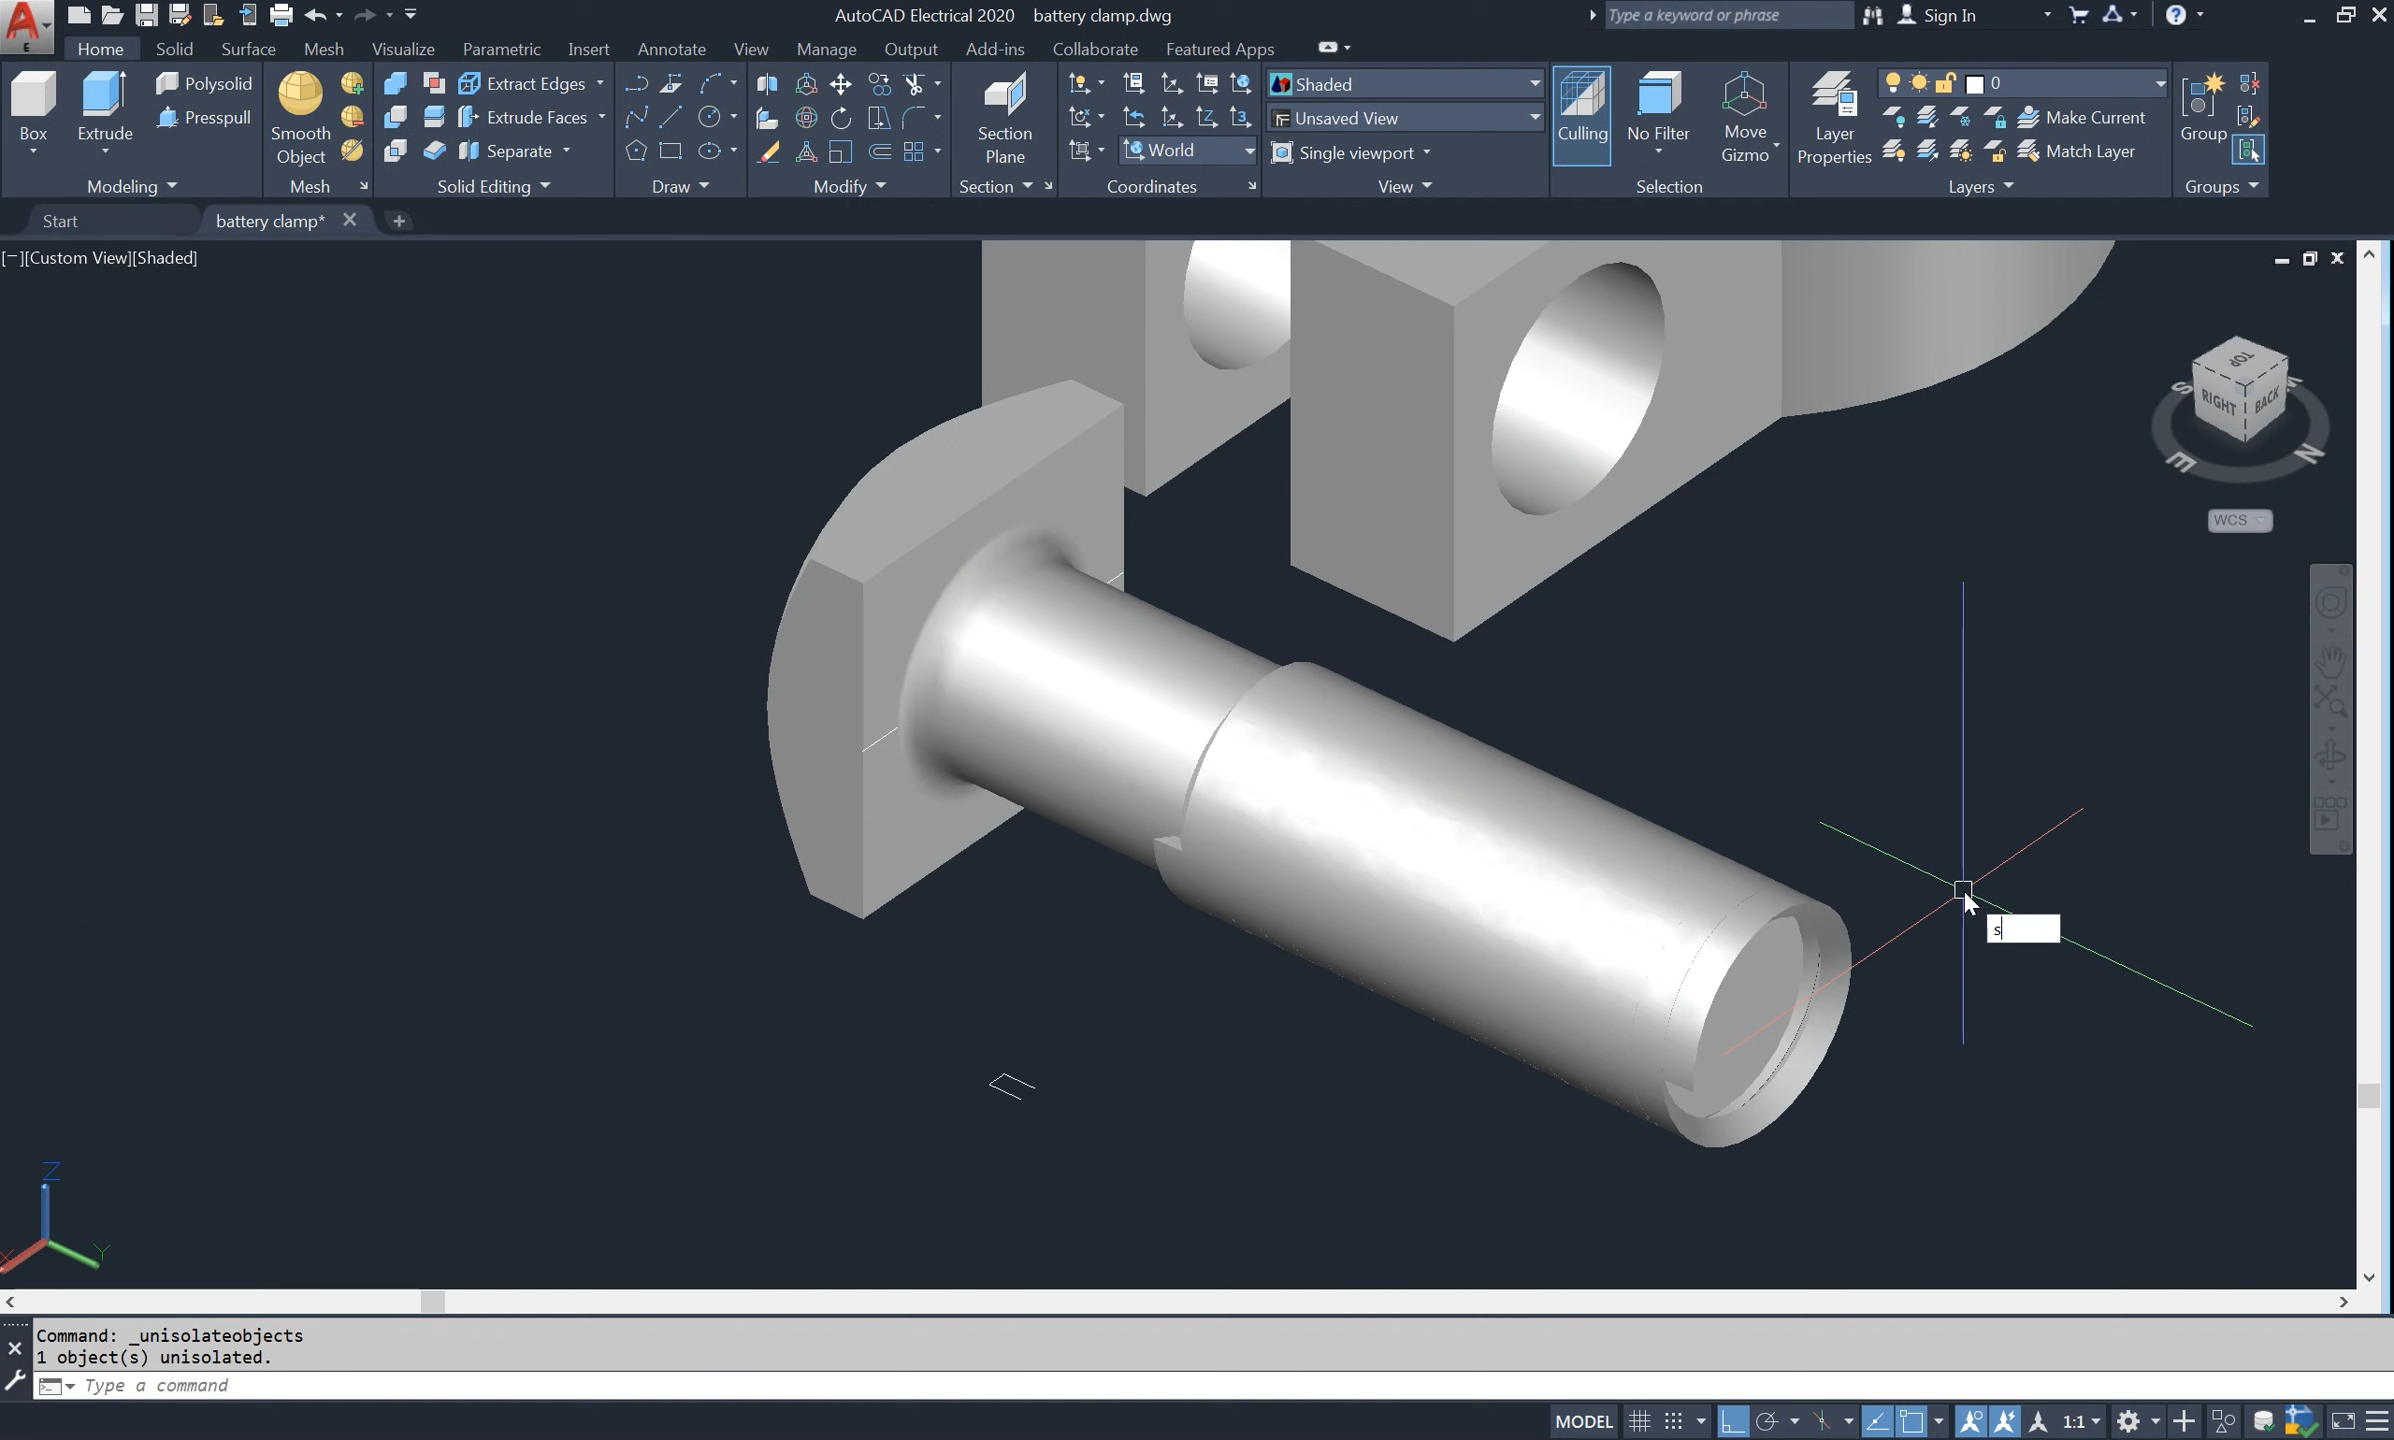 AutoCAD Electrical 2020 battery clamp.dwg
Type a keyword or phrase
Sign In
A
E
Home Solid Surface Mesh Visualize Parametric Insert Annotate View Manage Output Add-ins Collaborate Featured Apps
Box
Extrude
Polysolid
Presspull
Modeling
Smooth
Object
Mesh
Extract Edges
Extrude Faces
Separate
Solid Editing
Draw
Modify
Section
Plane
Section
World
Coordinates
Shaded
Unsaved View
Single viewport
View
Culling
No Filter
Move
Gizmo
Selection
Layer
Properties
0
Make Current
Match Layer
Layers
Group
Groups
Start
battery clamp*
[−][Custom View][Shaded]
TOP
RIGHT
BACK
S
E
N
WCS
s
Z
X
Y
Command: _unisolateobjects
1 object(s) unisolated.
Type a command
MODEL
1:1